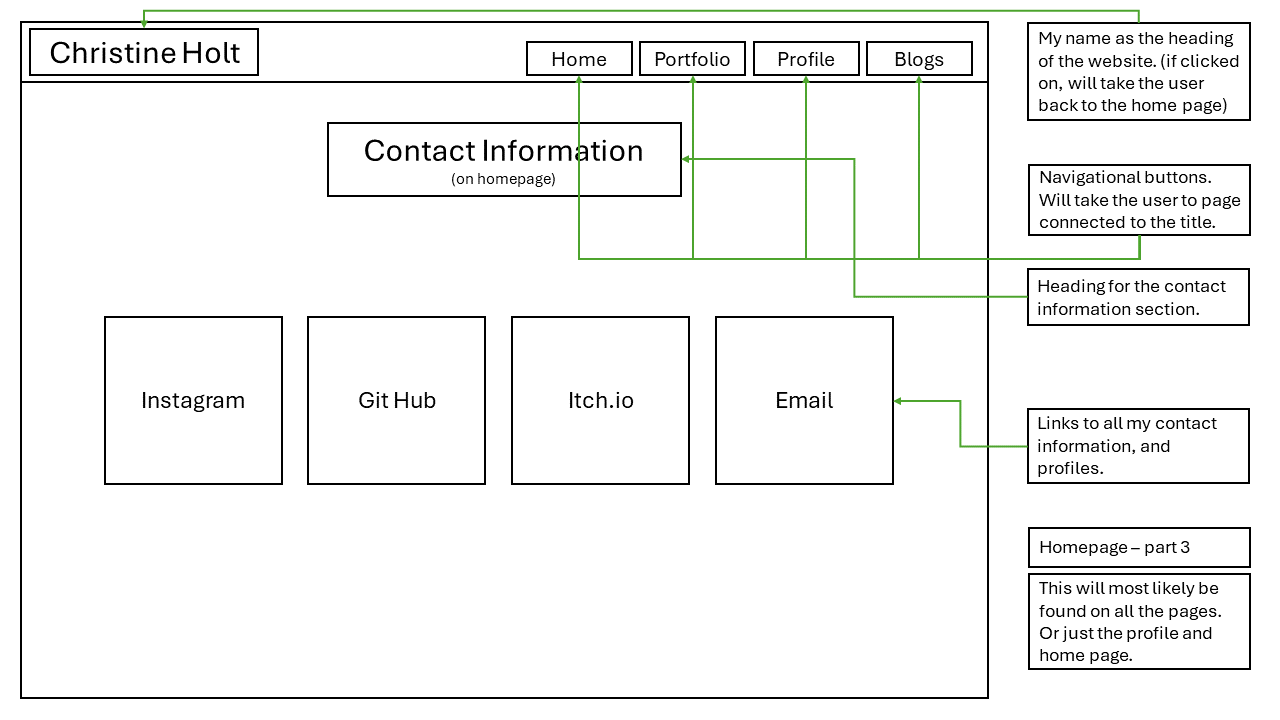 Christine Holt
Home
Portfolio
Profile
Blogs
Contact Information
(on homepage)
Instagram
Git Hub
Itch.io
Email
My name as the heading
of the website. (if clicked
on, will take the user
back to the home page)
Navigational buttons.
Will take the user to page
connected to the title.
Heading for the contact
information section.
Links to all my contact
information, and
profiles.
Homepage – part 3
This will most likely be
found on all the pages.
Or just the profile and
home page.